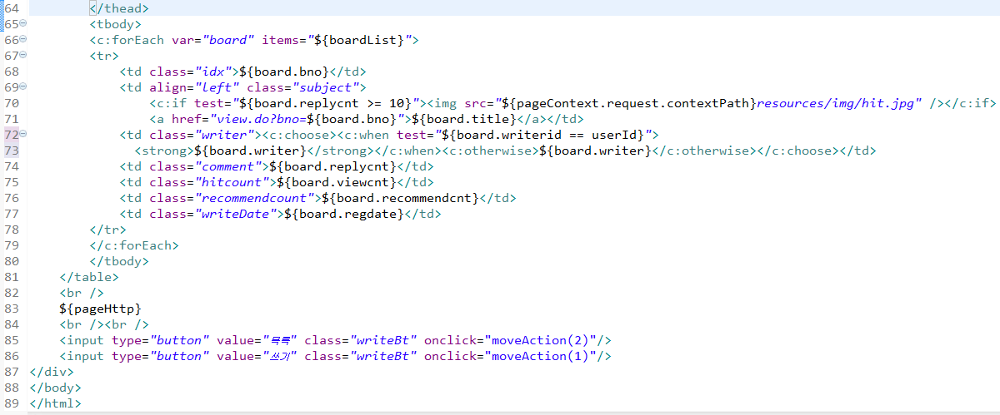 64 </thead>
65 <tbody>
66 <c:forEach var="board" items="${boardList}">
67 <tr>
68 <td class="idx">${board.bno}</td>
69 <td align="left" class="subject">
70 <c:if test="${board.replycnt >= 10}"><img src="${pageContext.request.contextPath}resources/img/hit.jpg" /></c:if>
71 <a href="view.do?bno=${board.bno}">${board.title}</a></td>
72 <td class="writer"><c:choose><c:when test="${board.writerid == userId}">
73 <strong>${board.writer}</strong></c:when><c:otherwise>${board.writer}</c:otherwise></c:choose></td>
74 <td class="comment">${board.replycnt}</td>
75 <td class="hitcount">${board.viewcnt}</td>
76 <td class="recommendcount">${board.recommendcnt}</td>
77 <td class="writeDate">${board.regdate}</td>
78 </tr>
79 </c:forEach>
80 </tbody>
81 </table>
82 <br />
83 ${pageHttp}
84 <br /><br />
85 <input type="button" value="목록" class="writeBt" onclick="moveAction(2)"/>
86 <input type="button" value="쓰기" class="writeBt" onclick="moveAction(1)"/>
87 </div>
88 </body>
89 </html>